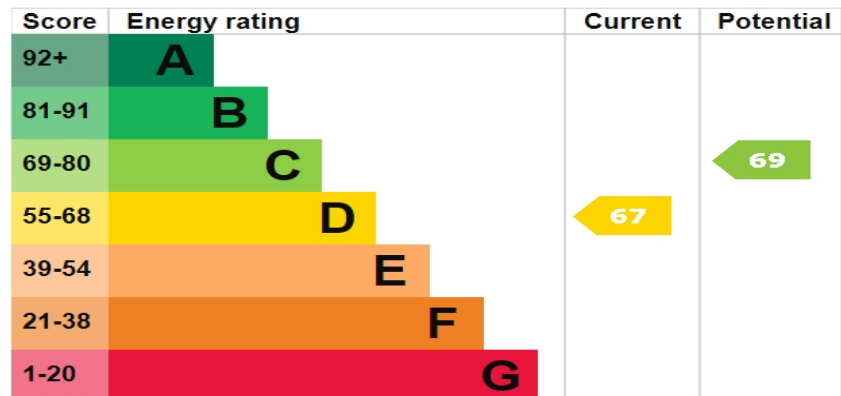 Score Energy rating Current Potential
92+ A
81-91 B
69-80 C 69
55-68 D 67
39-54 E
21-38 F
1-20 G